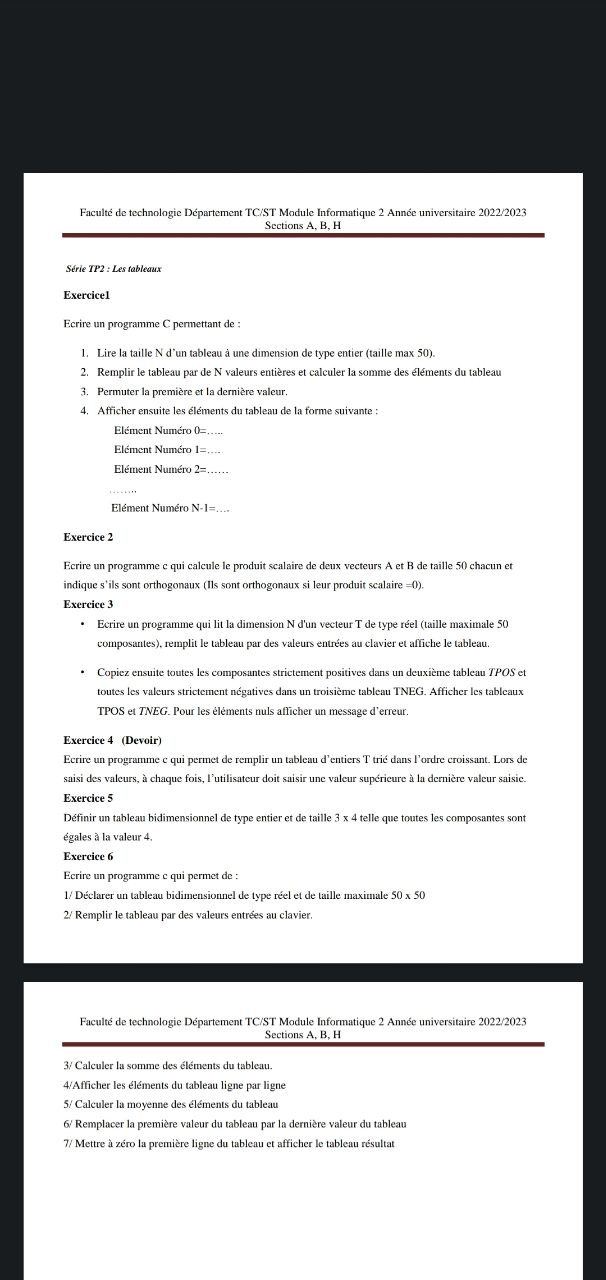 Faculté de technologie Département TC/ST Module Informatique 2 Année universitaire 2022/2023
Sections A, B, H
Série TP2 : Les tableaux
Exercice1
Ecrire un programme C permettant de :
1. Lire la taille N d'un tableau à une dimension de type entier (taille max 50).
2. Remplir le tableau par de N valeurs entières et calculer la somme des éléments du tableau
3. Permuter la première et la dernière valeur.
4. Afficher ensuite les éléments du tableau de la forme suivante :
Elément Numéro 0=…..
Elément Numéro 1=….
Elément Numéro 2=……
……..
Elément Numéro N-1=….
Exercice 2
Ecrire un programme c qui calcule le produit scalaire de deux vecteurs A et B de taille 50 chacun et
indique s'ils sont orthogonaux (Ils sont orthogonaux si leur produit scalaire =0).
Exercice 3
• Ecrire un programme qui lit la dimension N d'un vecteur T de type réel (taille maximale 50
composantes), remplit le tableau par des valeurs entrées au clavier et affiche le tableau.
• Copiez ensuite toutes les composantes strictement positives dans un deuxième tableau TPOS et
toutes les valeurs strictement négatives dans un troisième tableau TNEG. Afficher les tableaux
TPOS et TNEG. Pour les éléments nuls afficher un message d'erreur.
Exercice 4 (Devoir)
Ecrire un programme c qui permet de remplir un tableau d'entiers T trié dans l'ordre croissant. Lors de
saisi des valeurs, à chaque fois, l'utilisateur doit saisir une valeur supérieure à la dernière valeur saisie.
Exercice 5
Définir un tableau bidimensionnel de type entier et de taille 3 x 4 telle que toutes les composantes sont
égales à la valeur 4.
Exercice 6
Ecrire un programme c qui permet de :
1/ Déclarer un tableau bidimensionnel de type réel et de taille maximale 50 x 50
2/ Remplir le tableau par des valeurs entrées au clavier.
Faculté de technologie Département TC/ST Module Informatique 2 Année universitaire 2022/2023
Sections A, B, H
3/ Calculer la somme des éléments du tableau.
4/Afficher les éléments du tableau ligne par ligne
5/ Calculer la moyenne des éléments du tableau
6/ Remplacer la première valeur du tableau par la dernière valeur du tableau
7/ Mettre à zéro la première ligne du tableau et afficher le tableau résultat